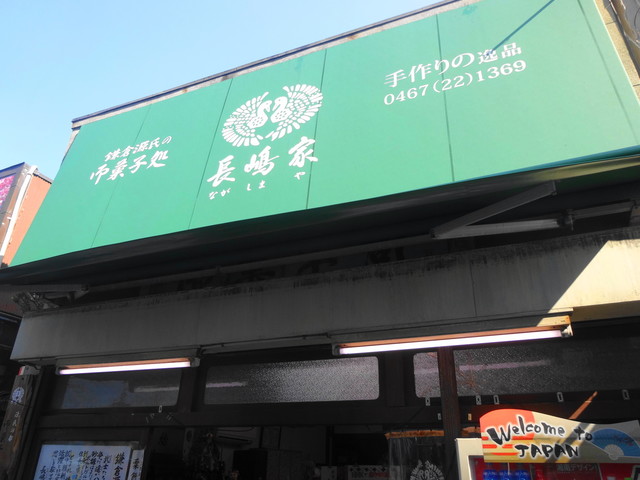 鎌倉源氏の
御菓子処
長嶋家
ながしまや
手作りの逸品
0467(22)1369
Welcome to
JAPAN